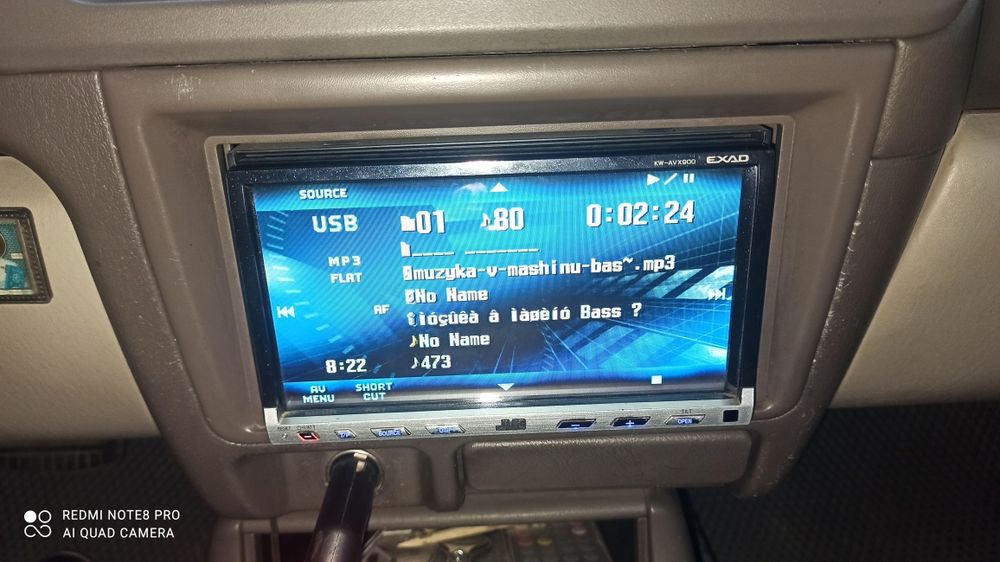 KW-AVX900 EXAD
SOURCE
USB 01 80 0:02:24
MP3
FLAT
AF
muzyka-v-mashinu-bas~.mp3
No Name
ìóçûêà â ìàøèíó Bass ?
No Name
473
8:22
AV MENU
SHORT CUT
RESET
SOURCE
JVC
− +
TILT
OPEN
REDMI NOTE8 PRO
AI QUAD CAMERA